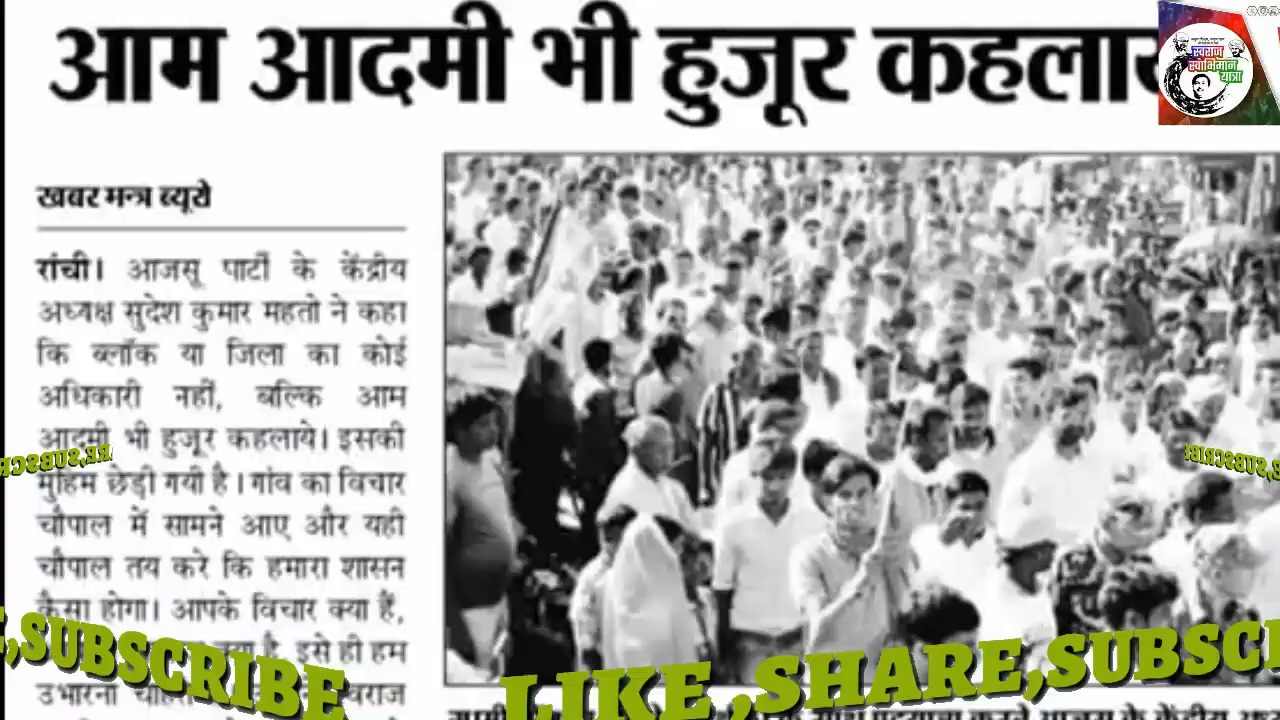 आम आदमी भी हुजूर कहलाये
स्वराज
स्वाभिमान
यात्रा
खबर मन्त्र ब्यूरो
रांची। आजसू पार्टी के केंद्रीय
अध्यक्ष सुदेश कुमार महतो ने कहा
कि ब्लॉक या जिला का कोई
अधिकारी नहीं, बल्कि आम
आदमी भी हुजूर कहलाये। इसकी
मुहिम छेड़ी गयी है। गांव का विचार
चौपाल में सामने आए और यही
चौपाल तय करे कि हमारा शासन
कैसा होगा। आपके विचार क्या हैं,
क्या है, इसे ही हम
उभारना
SUBSCRIBE
LIKE ,SHARE,SUBSC